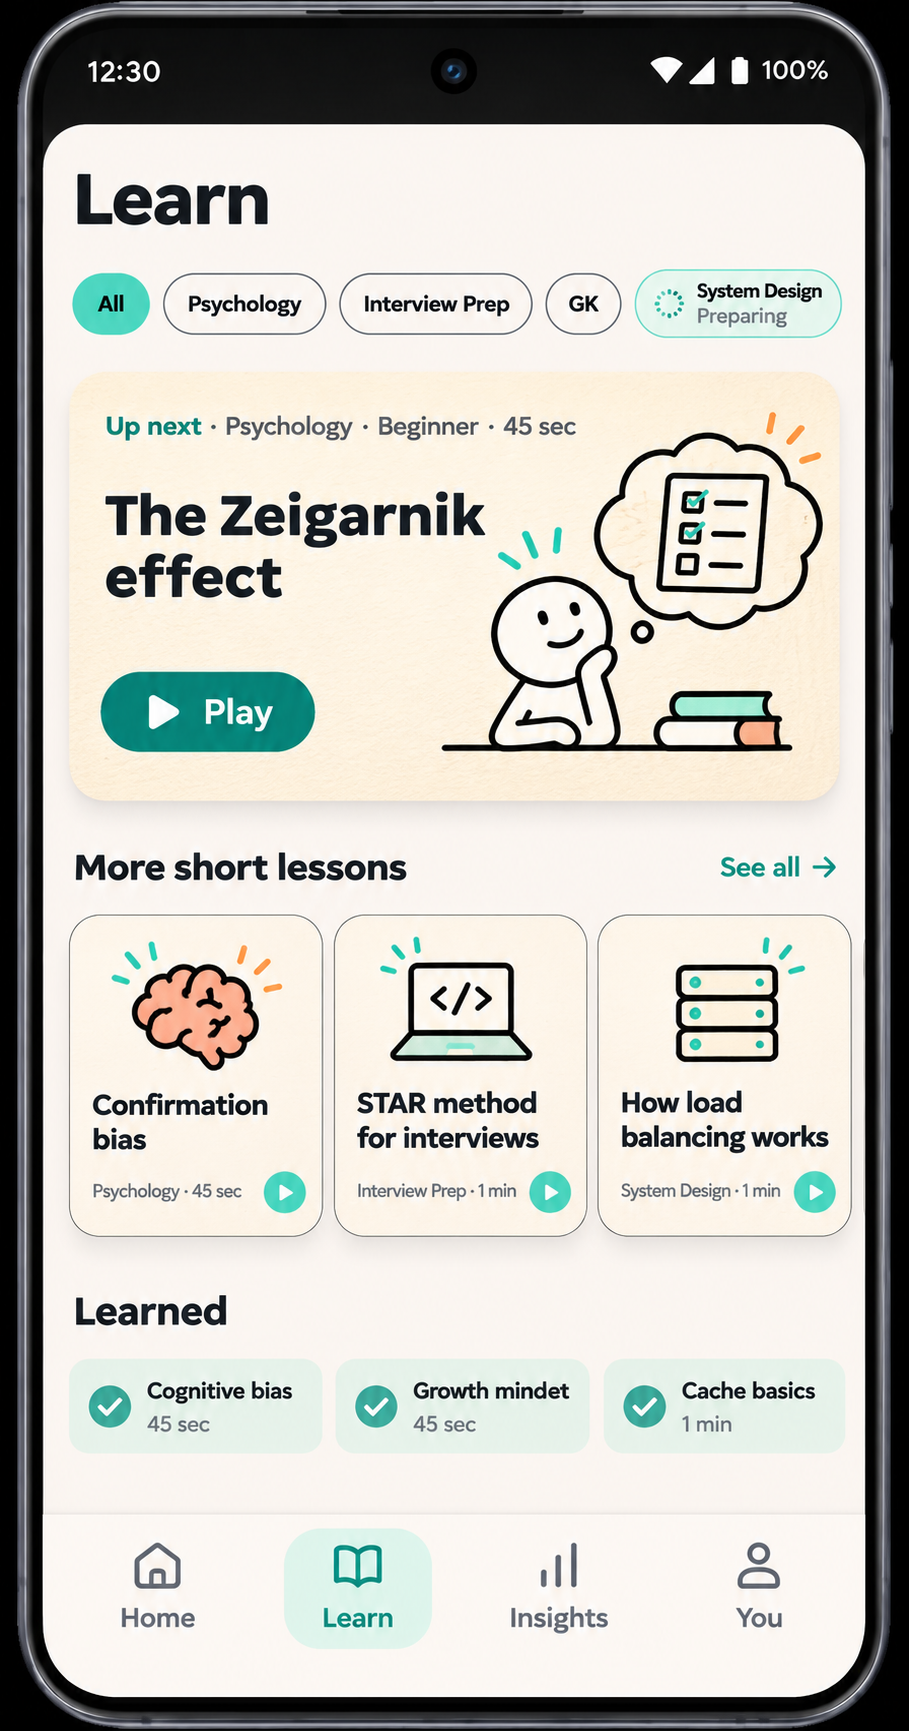 12:30
100%
Learn
All
Psychology
Interview Prep
GK
System Design
Preparing
Up next · Psychology · Beginner · 45 sec
The Zeigarnik
effect
Play
</>
More short lessons
See all →
Confirmation
bias
Psychology · 45 sec
STAR method
for interviews
Interview Prep · 1 min
How load
balancing works
System Design · 1 min
Learned
Cognitive bias
45 sec
Growth mindet
45 sec
Cache basics
1 min
Home
Learn
Insights
You